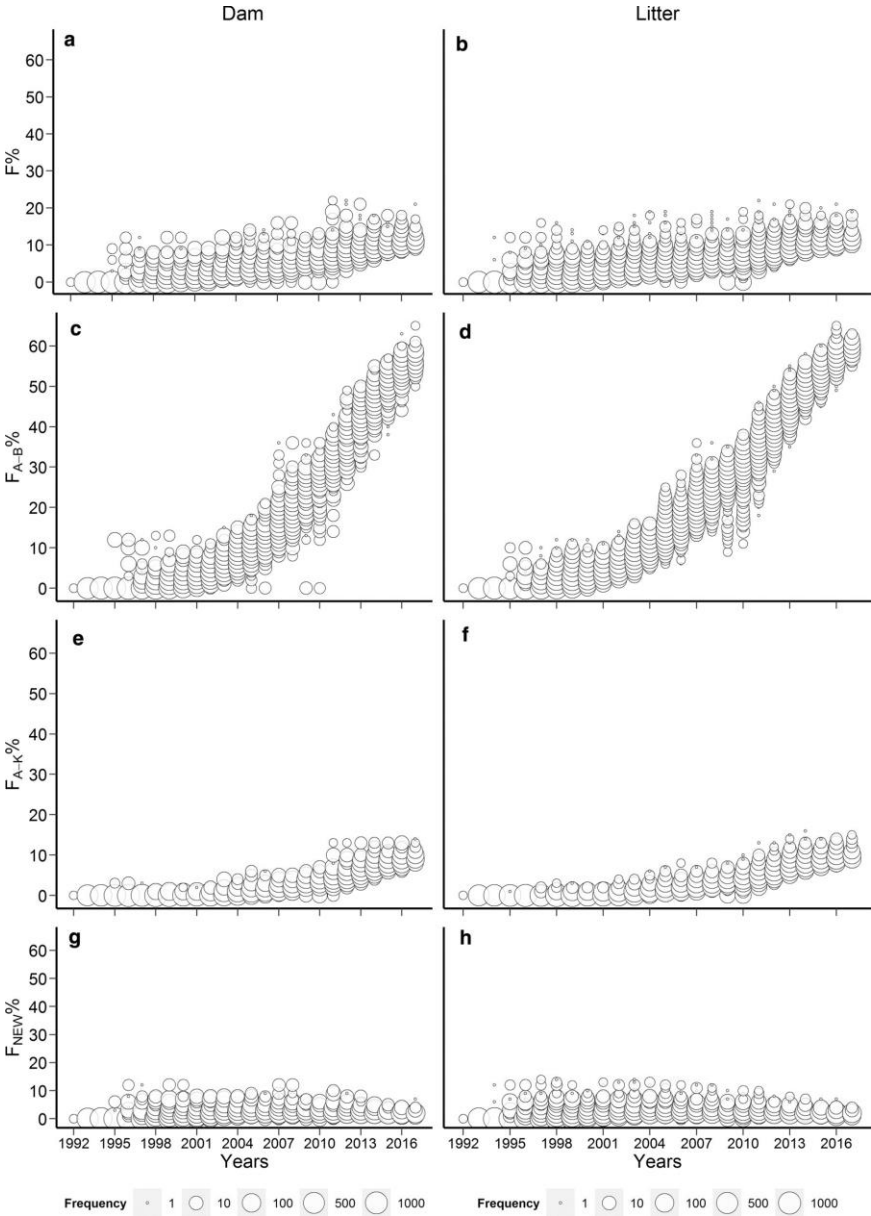 Dam Litter
a b
60 50 40 30 20 10 0
F%
c d
60 50 40 30 20 10 0
F_A–B%
e f
60 50 40 30 20 10 0
F_A–K%
g h
60 50 40 30 20 10 0
F_NEW%
1992 1995 1998 2001 2004 2007 2010 2013 2016 1992 1995 1998 2001 2004 2007 2010 2013 2016
Years Years
Frequency 1 10 100 500 1000 Frequency 1 10 100 500 1000